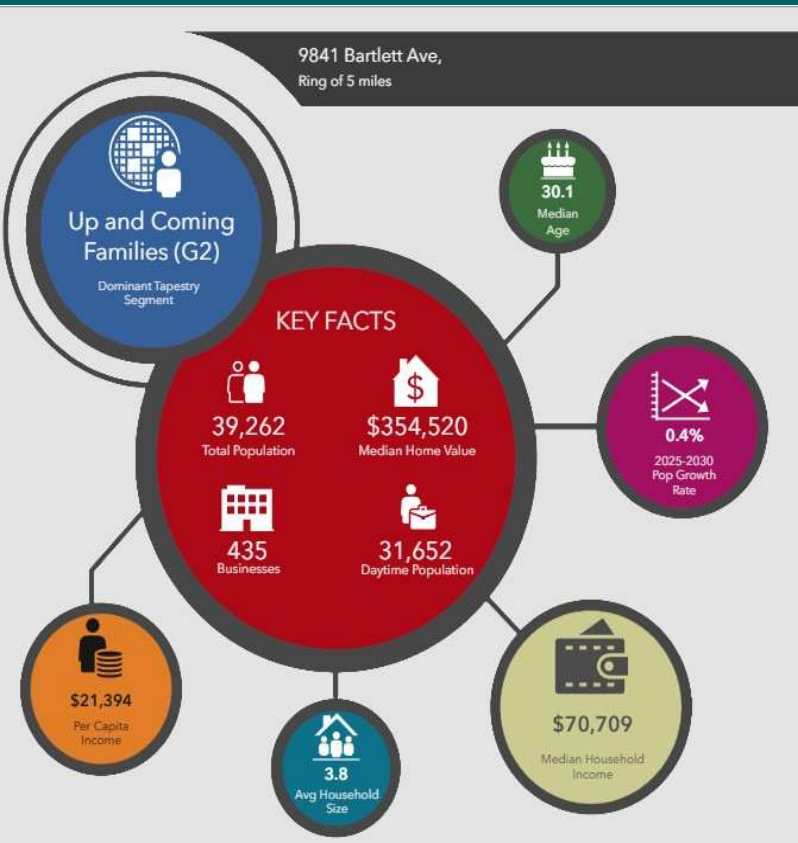 9841 Bartlett Ave,
Ring of 5 miles
Up and Coming
Families (G2)
Dominant Tapestry
Segment
30.1
Median
Age
KEY FACTS
39,262
Total Population
$
$354,520
Median Home Value
435
Businesses
31,652
Daytime Population
0.4%
2025-2030
Pop Growth
Rate
$21,394
Per Capita
Income
3.8
Avg Household
Size
$70,709
Median Household
Income